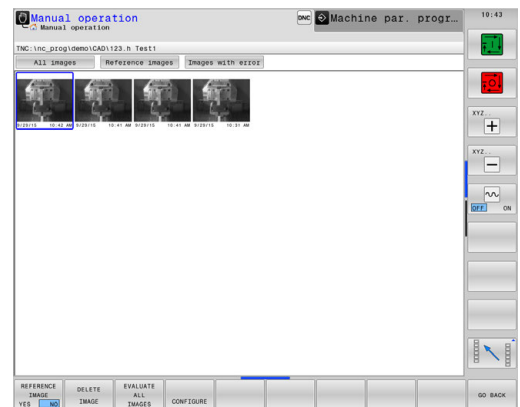 Manual operation
Manual operation
DNC
Machine par. progr…
10:43
TNC:\nc_prog\demo\CAD\123.h Test1
All images
Reference images
Images with error
9/29/15 10:42 AM
9/29/15 10:41 AM
9/29/15 10:41 AM
9/29/15 10:31 AM
XYZ..
XYZ..
OFF ON
REFERENCE
IMAGE
YES NO
DELETE
IMAGE
EVALUATE
ALL
IMAGES
CONFIGURE
GO BACK